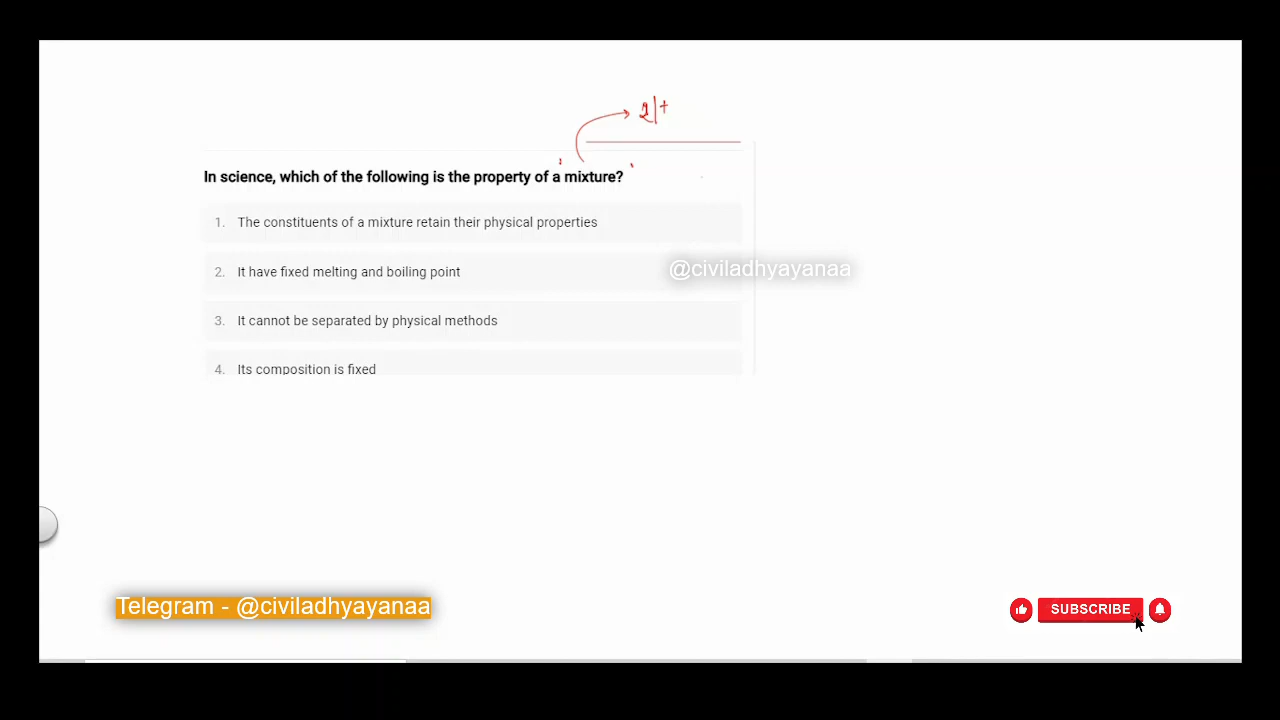 2|+
In science, which of the following is the property of a mixture?
1. The constituents of a mixture retain their physical properties
2. It have fixed melting and boiling point
@civiladhyayanaa
3. It cannot be separated by physical methods
4. Its composition is fixed
Telegram - @civiladhyayanaa
SUBSCRIBE